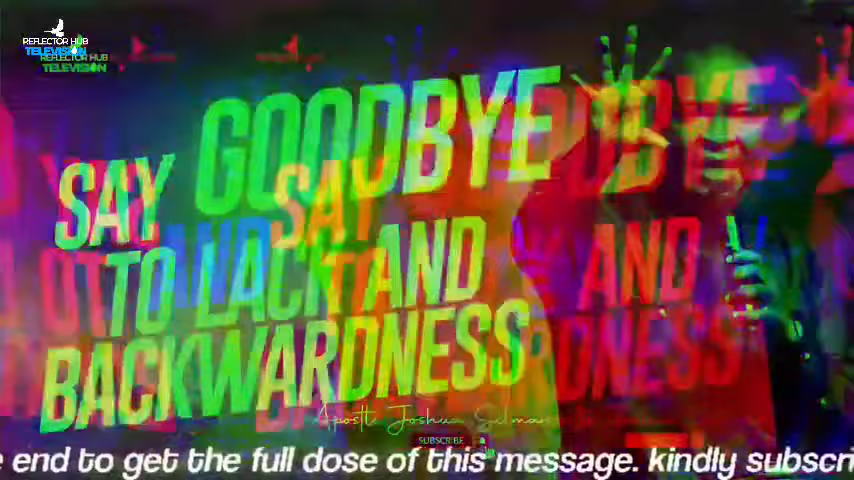 REFLECTOR HUB
TELEVISION
REFLECTOR HUB
TELEVISION
SAY GOODBYE
TO LACK AND
BACKWARDNESS
Apostle Joshua Selman
SUBSCRIBE
end to get the full dose of this message. kindly subscri